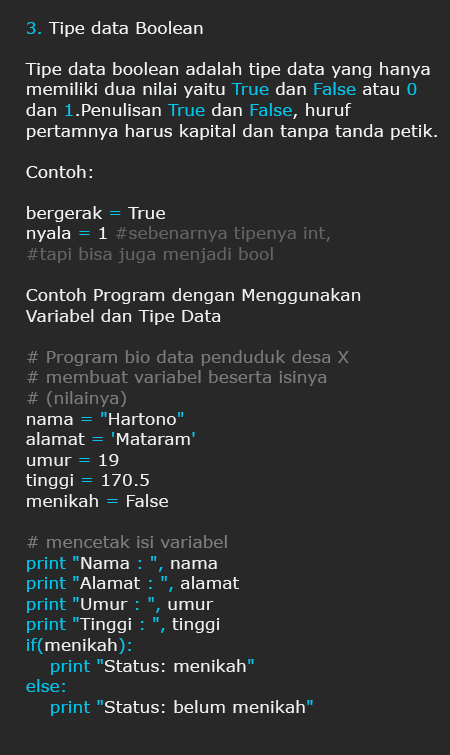 3. Tipe data Boolean
Tipe data boolean adalah tipe data yang hanya
memiliki dua nilai yaitu True dan False atau 0
dan 1.Penulisan True dan False, huruf
pertamnya harus kapital dan tanpa tanda petik.
Contoh:
bergerak = True
nyala = 1 #sebenarnya tipenya int,
#tapi bisa juga menjadi bool
Contoh Program dengan Menggunakan
Variabel dan Tipe Data
# Program bio data penduduk desa X
# membuat variabel beserta isinya
# (nilainya)
nama = "Hartono"
alamat = 'Mataram'
umur = 19
tinggi = 170.5
menikah = False
# mencetak isi variabel
print "Nama : ", nama
print "Alamat : ", alamat
print "Umur : ", umur
print "Tinggi : ", tinggi
if(menikah):
    print "Status: menikah"
else:
    print "Status: belum menikah"